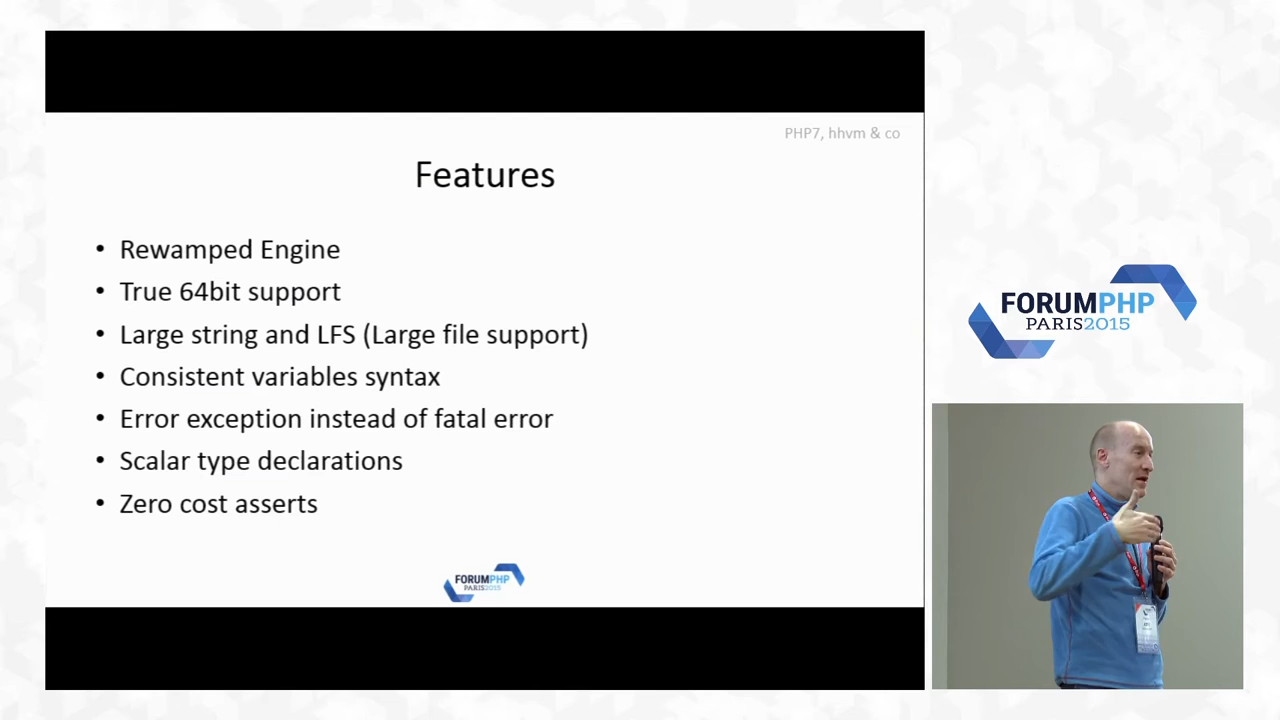 PHP7, hhvm & co
Features
• Rewamped Engine
• True 64bit support
• Large string and LFS (Large file support)
• Consistent variables syntax
• Error exception instead of fatal error
• Scalar type declarations
• Zero cost asserts
FORUMPHP
PARIS2015
FORUMPHP
PARIS2015